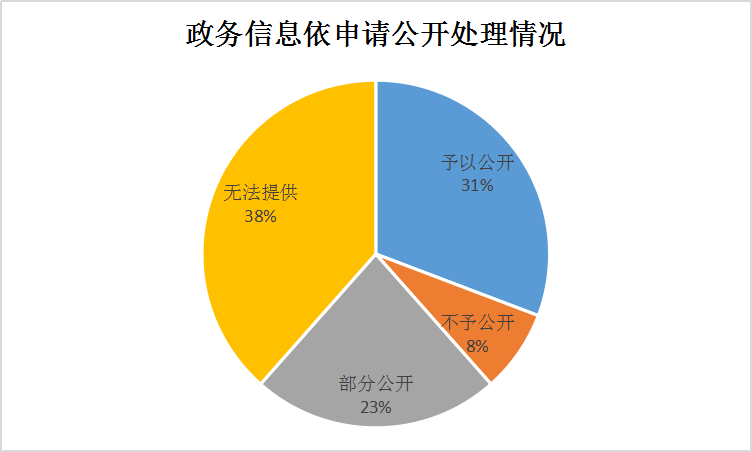 政务信息依申请公开处理情况
予以公开
31%
不予公开
8%
部分公开
23%
无法提供
38%